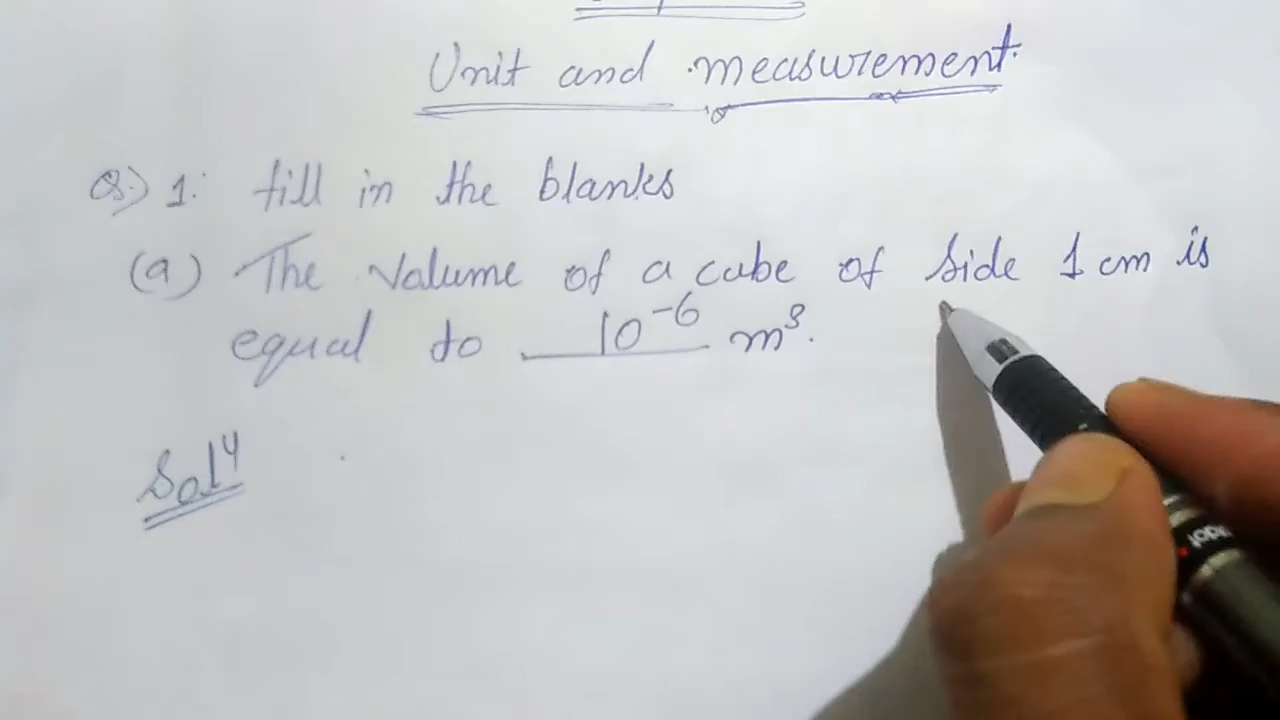 Unit and measurement.
Q.) 1. fill in the blanks
(a) The Volume of a cube of side 1 cm is
equal to 10⁻⁶ m³.
Solⁿ